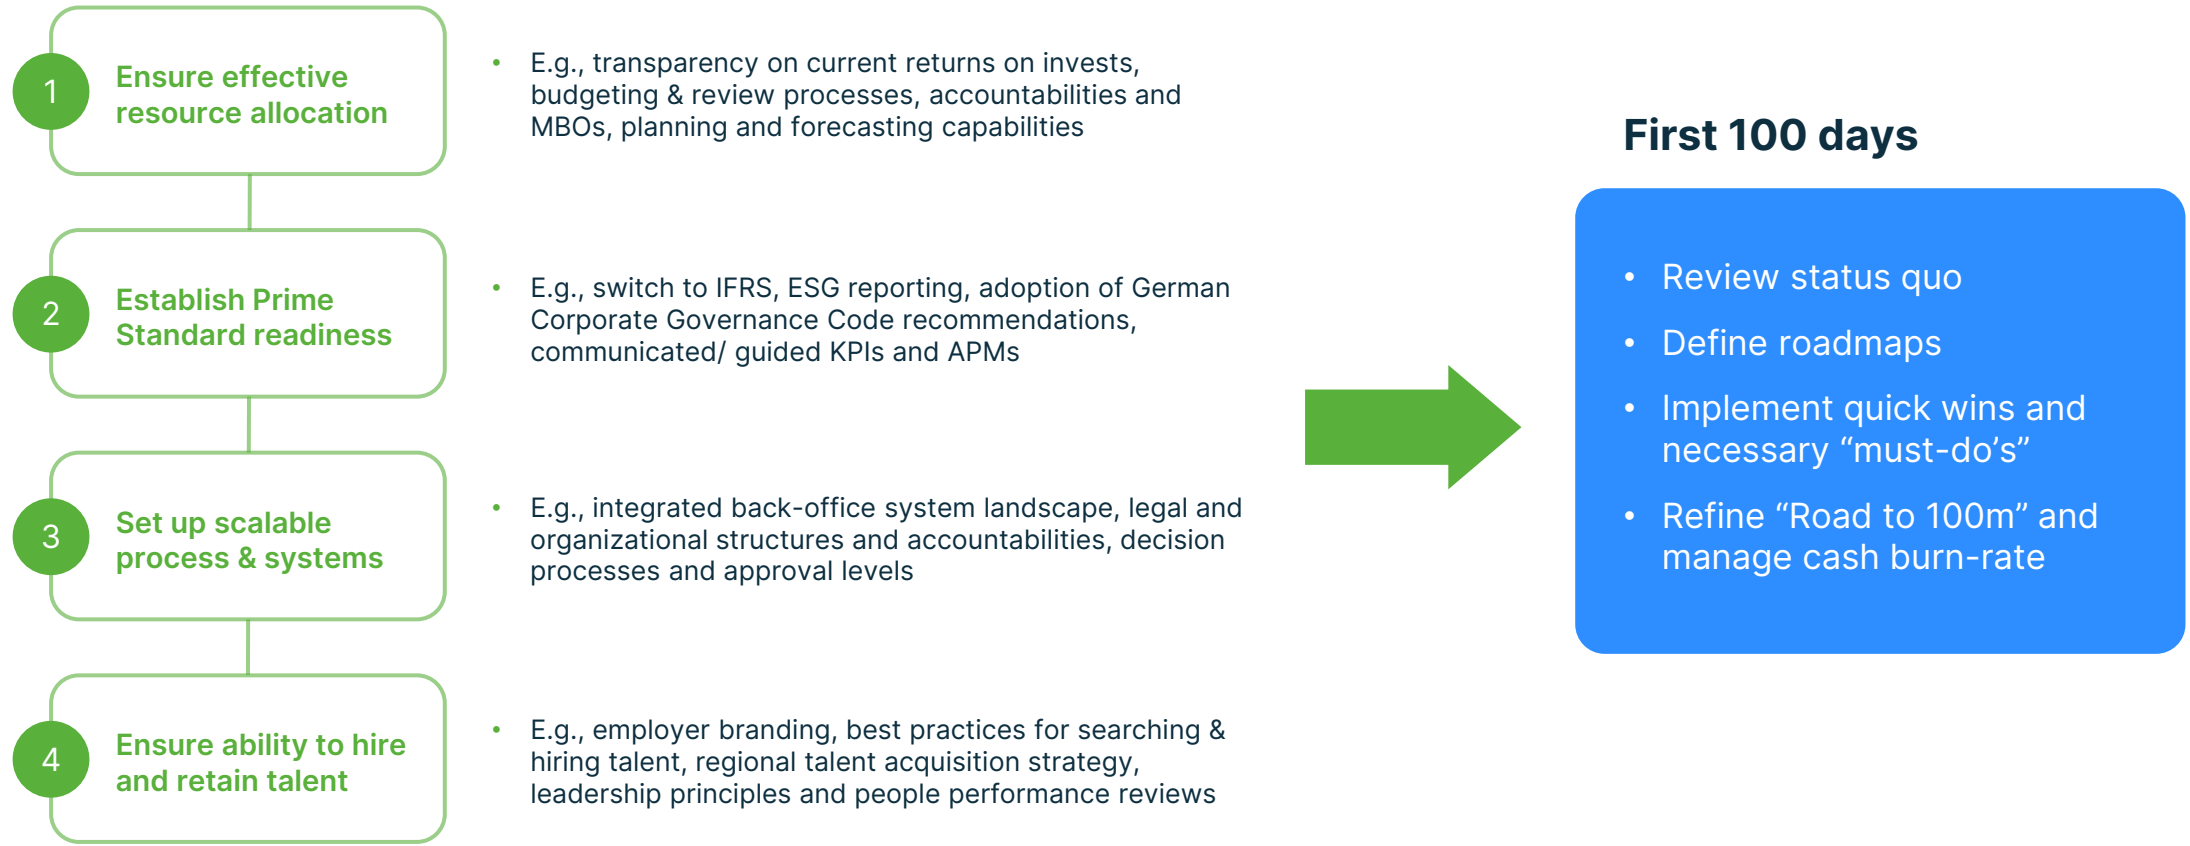 1
Ensure effective
resource allocation
• E.g., transparency on current returns on invests,
budgeting & review processes, accountabilities and
MBOs, planning and forecasting capabilities
2
Establish Prime
Standard readiness
• E.g., switch to IFRS, ESG reporting, adoption of German
Corporate Governance Code recommendations,
communicated/ guided KPIs and APMs
3
Set up scalable
process & systems
• E.g., integrated back-office system landscape, legal and
organizational structures and accountabilities, decision
processes and approval levels
4
Ensure ability to hire
and retain talent
• E.g., employer branding, best practices for searching &
hiring talent, regional talent acquisition strategy,
leadership principles and people performance reviews
First 100 days
• Review status quo
• Define roadmaps
• Implement quick wins and
necessary “must-do’s”
• Refine “Road to 100m” and
manage cash burn-rate